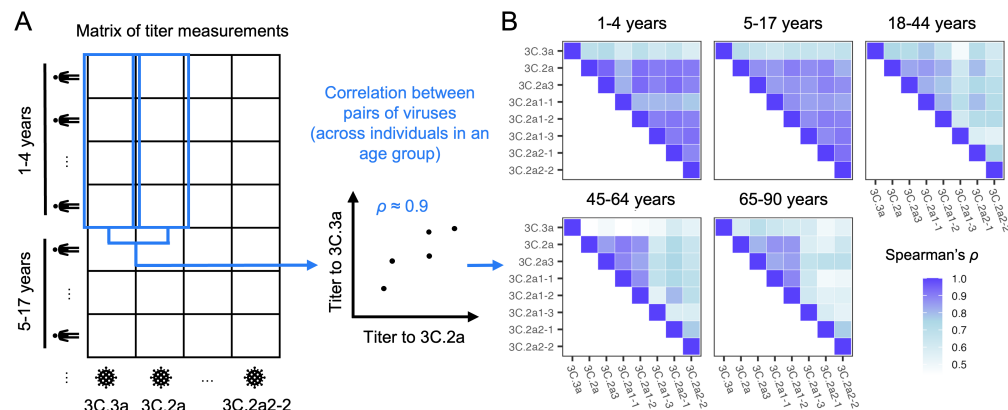 A
Matrix of titer measurements
1-4 years
⋮
5-17 years
⋮
⋮
3C.3a
3C.2a
...
3C.2a2-2
Correlation between
pairs of viruses
(across individuals in an
age group)
ρ ≈ 0.9
Titer to 3C.3a
Titer to 3C.2a
B
1-4 years
5-17 years
18-44 years
3C.3a
3C.2a
3C.2a3
3C.2a1-1
3C.2a1-2
3C.2a1-3
3C.2a2-1
3C.2a2-2
3C.3a
3C.2a
3C.2a3
3C.2a1-1
3C.2a1-2
3C.2a1-3
3C.2a2-1
3C.2a2-2
45-64 years
65-90 years
3C.3a
3C.2a
3C.2a3
3C.2a1-1
3C.2a1-2
3C.2a1-3
3C.2a2-1
3C.2a2-2
3C.3a
3C.2a
3C.2a3
3C.2a1-1
3C.2a1-2
3C.2a1-3
3C.2a2-1
3C.2a2-2
3C.3a
3C.2a
3C.2a3
3C.2a1-1
3C.2a1-2
3C.2a1-3
3C.2a2-1
3C.2a2-2
Spearman's ρ
1.0
0.9
0.8
0.7
0.6
0.5